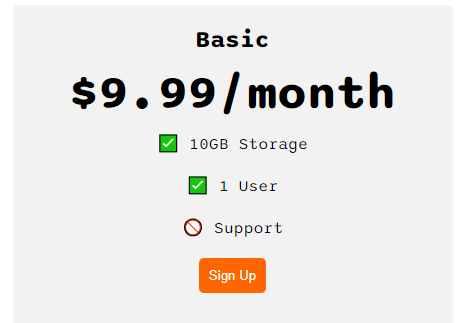 Basic
$9.99/month
✅ 10GB Storage
✅ 1 User
🚫 Support
Sign Up